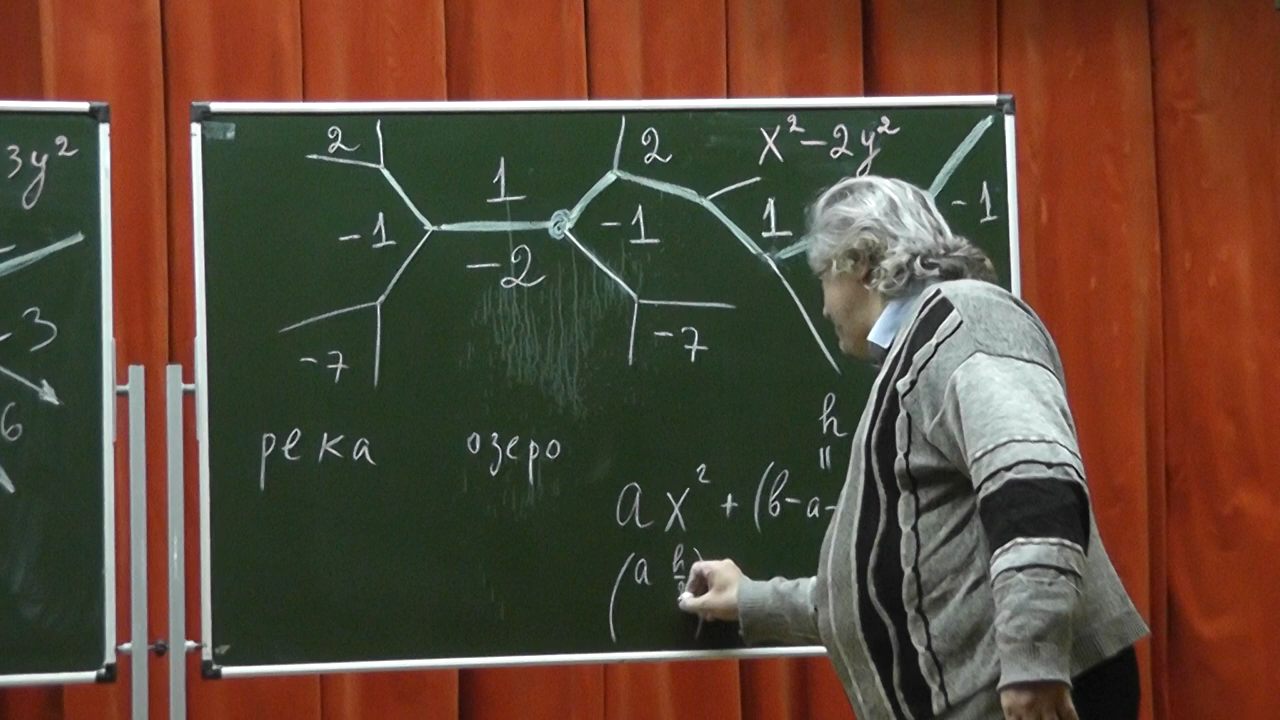 3y²
-3
6
2
1
2
x²-2y²
-1
-1
1
-1
-2
-7
-7
река
озеро
h
=
ax²+(b-a-
(a h